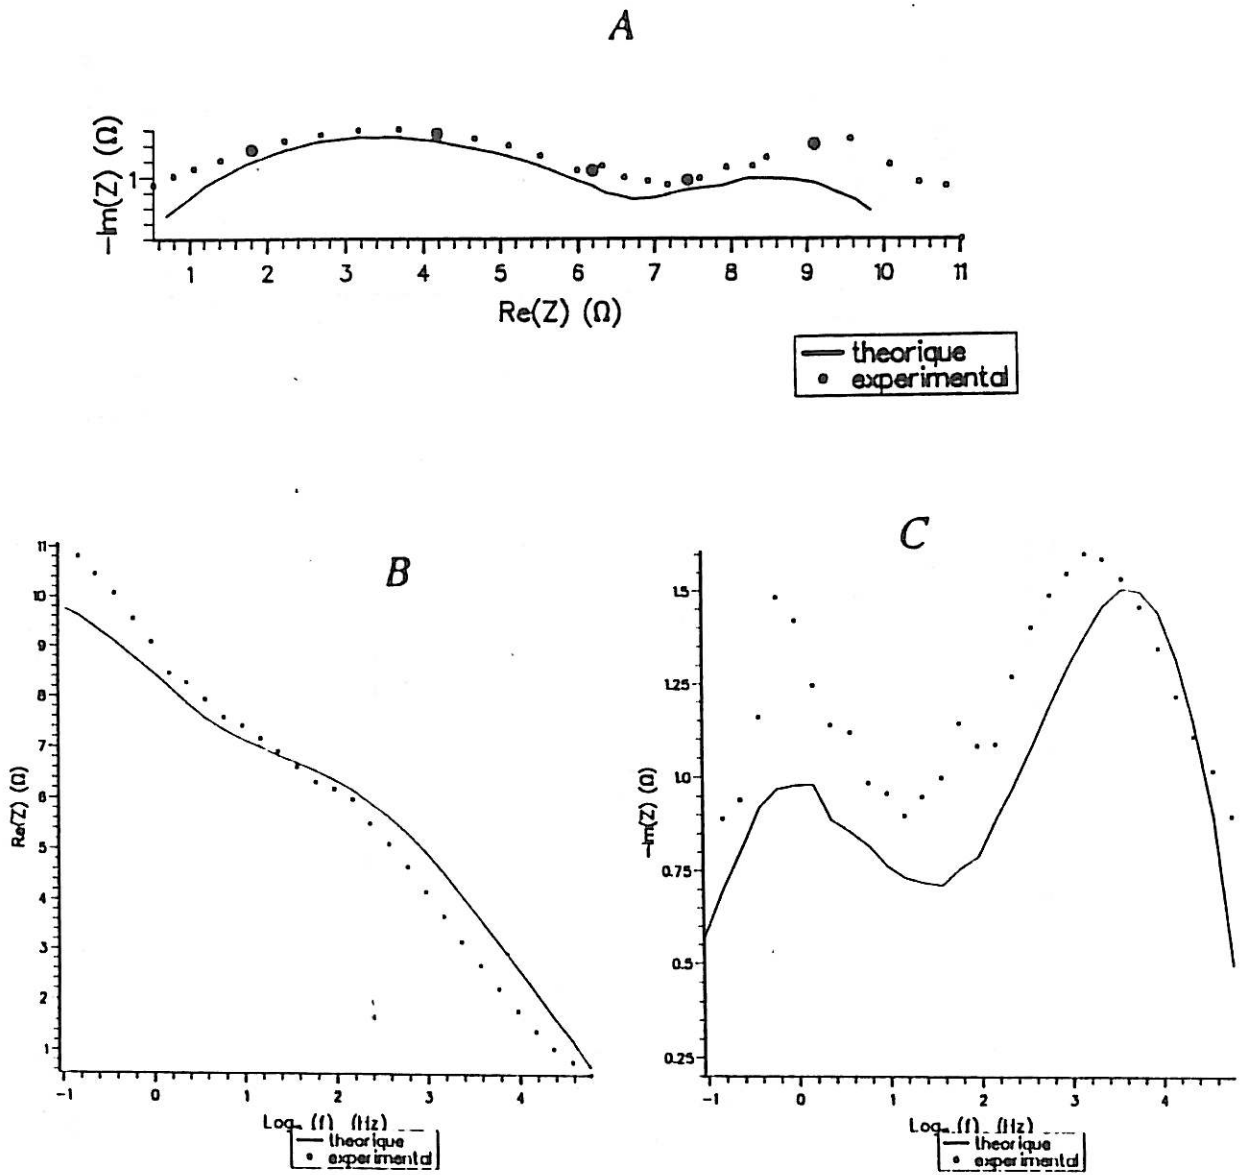 A
-Im(Z) (Ω)
1
1 2 3 4 5 6 7 8 9 10 11
Re(Z) (Ω)
theorique
experimental
B
11
10
9
8
7
6
5
4
3
2
1
Re(Z) (Ω)
-1 0 1 2 3 4
(f) (Hz)
theorique
experimental
C
1.5
1.25
1.0
0.75
0.5
0.25
-Im(Z) (Ω)
-1 0 1 2 3 4
(f) (Hz)
theorique
experimental